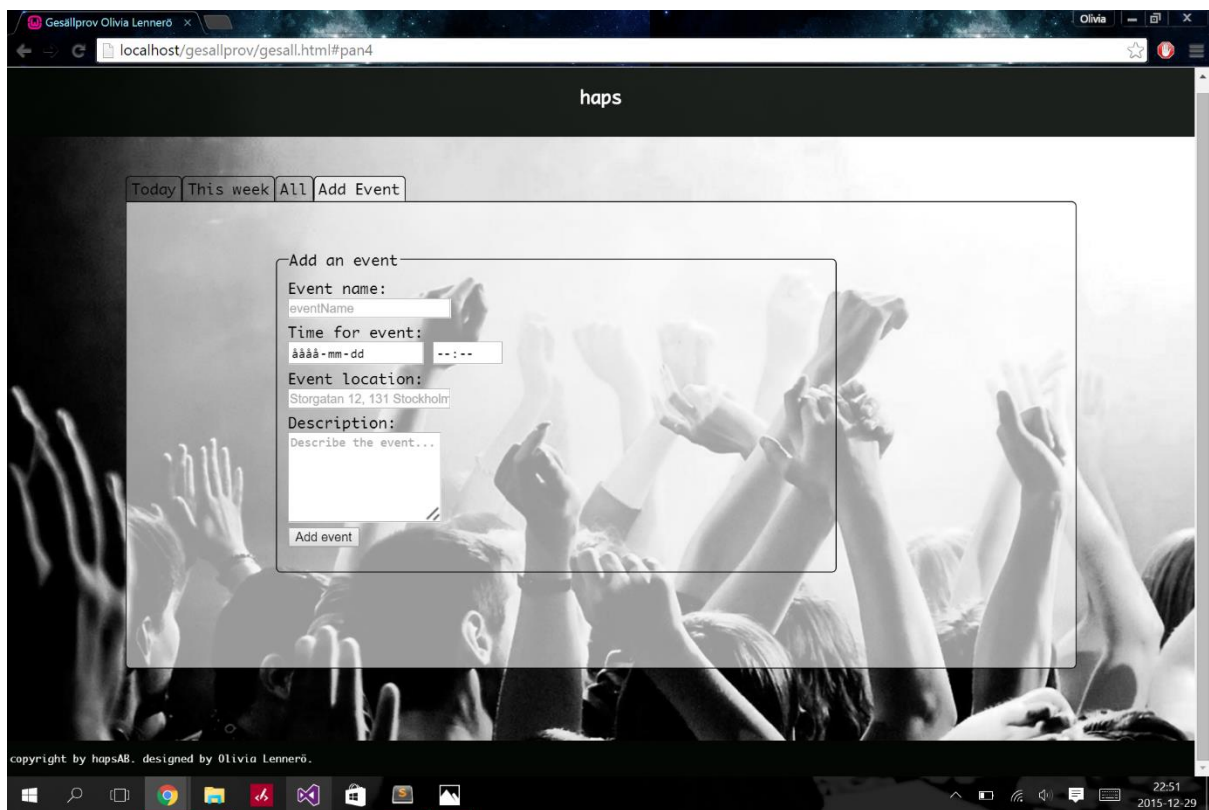 Gesällprov Olivia Lennerö
Olivia
localhost/gesallprov/gesall.html#pan4
haps
Today This week All Add Event
Add an event
Event name:
eventName
Time for event:
åååå-mm-dd --:--
Event location:
Storgatan 12, 131 Stockholm
Description:
Describe the event...
Add event
copyright by hapsAB. designed by Olivia Lennerö.
22:51
2015-12-29